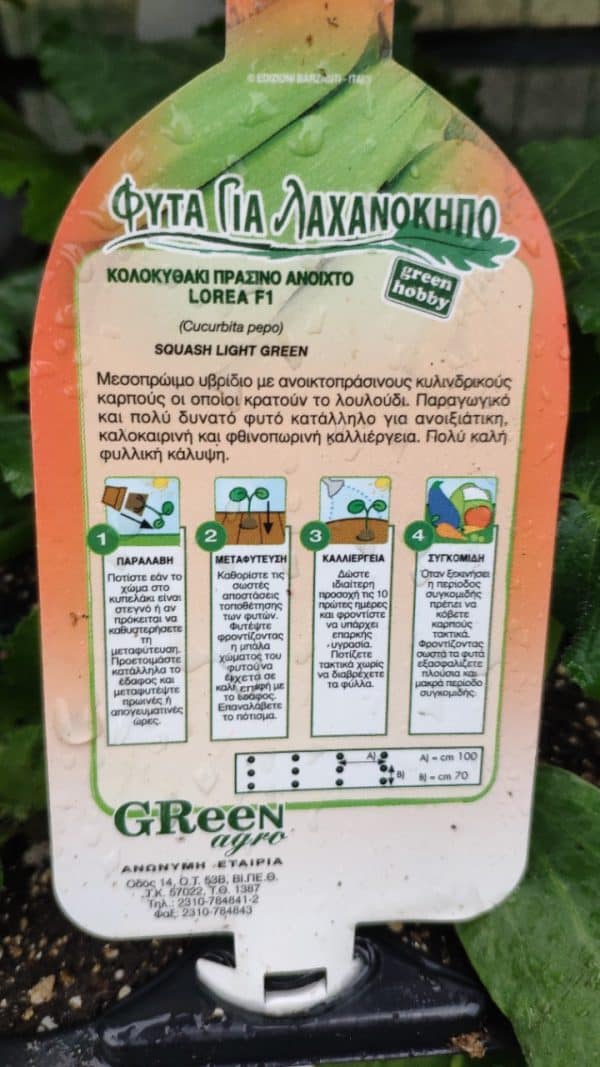 © EDIZIONI BARZAGHI - ITALY
ΦΥΤΑ ΓΙΑ ΛΑΧΑΝΟΚΗΠΟ
ΚΟΛΟΚΥΘΑΚΙ ΠΡΑΣΙΝΟ ΑΝΟΙΧΤΟ
LOREA F1
green
hobby
(Cucurbita pepo)
SQUASH LIGHT GREEN
Μεσοπρώιμο υβρίδιο με ανοικτοπράσινους κυλινδρικούς
καρπούς οι οποίοι κρατούν το λουλούδι. Παραγωγικό
και πολύ δυνατό φυτό κατάλληλο για ανοιξιάτικη,
καλοκαιρινή και φθινοπωρινή καλλιέργεια. Πολύ καλή
φυλλική κάλυψη.
1
ΠΑΡΑΛΑΒΗ
Ποτίστε εάν το
χώμα στο
κυπελάκι είναι
στεγνό ή αν
πρόκειται να
καθυστερήσετε
τη
μεταφύτευση.
Προετοιμάστε
κατάλληλα το
έδαφος και
μεταφυτέψτε
πρωινές ή
απογευματινές
ώρες.
2
ΜΕΤΑΦΥΤΕΥΣΗ
Καθορίστε τις
σωστές
αποστάσεις
τοποθέτησης
των φυτών.
Φυτέψτε
φροντίζοντας
η μπάλα
χώματος του
φυτού να
έρχεται σε
καλή επαφή με
το έδαφος.
Επαναλάβετε
το πότισμα.
3
ΚΑΛΛΙΕΡΓΕΙΑ
Δώστε
ιδιαίτερη
προσοχή τις 10
πρώτες ημέρες
και φροντίστε
να υπάρχει
επαρκής
υγρασία.
Ποτίζετε
τακτικά χωρίς
να διαβρέχετε
τα φύλλα.
4
ΣΥΓΚΟΜΙΔΗ
Όταν ξεκινήσει
η περίοδος
συγκομιδής
πρέπει να
κόβετε
καρπούς
τακτικά.
Φροντίζοντας
σωστά τα φυτά
εξασφαλίζετε
πλούσια και
μακρά περίοδο
συγκομιδής.
A)
B)
A) = cm 100
B) = cm 70
GReeN
agro
ΑΝΩΝΥΜΗ ΕΤΑΙΡΙΑ
Οδός 14, Ο.Τ. 53Β, ΒΙ.ΠΕ.Θ.
Τ.Κ. 57022, Τ.Θ. 1387
Τηλ.: 2310-784841-2
Φαξ: 2310-784843